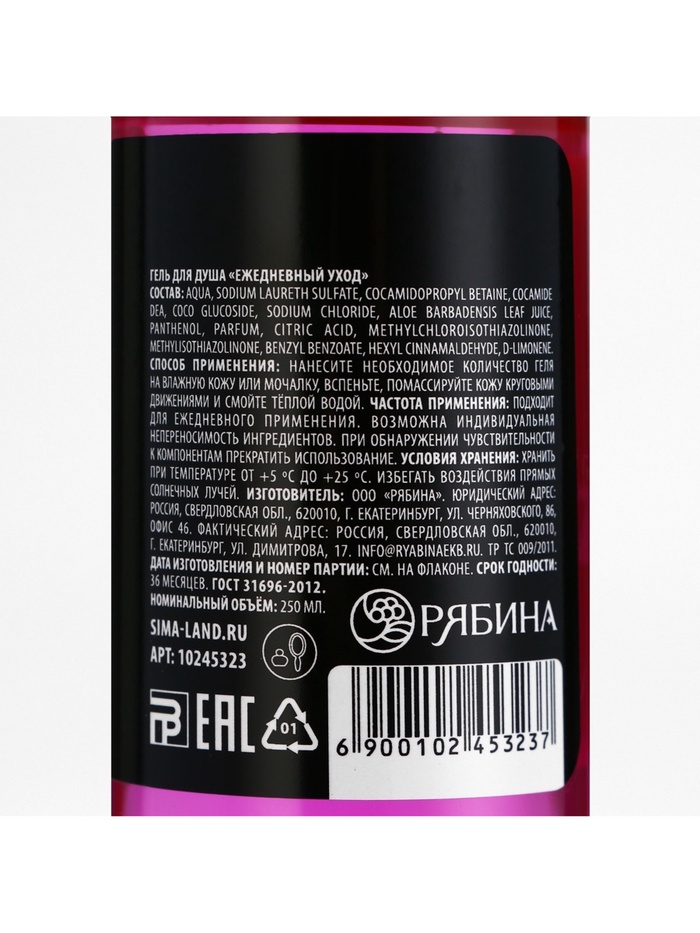 ГЕЛЬ ДЛЯ ДУША «ЕЖЕДНЕВНЫЙ УХОД»
СОСТАВ: AQUA, SODIUM LAURETH SULFATE, COCAMIDOPROPYL BETAINE, COCAMIDE
DEA, COCO GLUCOSIDE, SODIUM CHLORIDE, ALOE BARBADENSIS LEAF JUICE,
PANTHENOL, PARFUM, CITRIC ACID, METHYLCHLOROISOTHIAZOLINONE,
METHYLISOTHIAZOLINONE, BENZYL BENZOATE, HEXYL CINNAMALDEHYDE, D-LIMONENE.
СПОСОБ ПРИМЕНЕНИЯ: НАНЕСИТЕ НЕОБХОДИМОЕ КОЛИЧЕСТВО ГЕЛЯ
НА ВЛАЖНУЮ КОЖУ ИЛИ МОЧАЛКУ, ВСПЕНЬТЕ, ПОМАССИРУЙТЕ КОЖУ КРУГОВЫМИ
ДВИЖЕНИЯМИ И СМОЙТЕ ТЁПЛОЙ ВОДОЙ. ЧАСТОТА ПРИМЕНЕНИЯ: ПОДХОДИТ
ДЛЯ ЕЖЕДНЕВНОГО ПРИМЕНЕНИЯ. ВОЗМОЖНА ИНДИВИДУАЛЬНАЯ
НЕПЕРЕНОСИМОСТЬ ИНГРЕДИЕНТОВ. ПРИ ОБНАРУЖЕНИИ ЧУВСТВИТЕЛЬНОСТИ
К КОМПОНЕНТАМ ПРЕКРАТИТЬ ИСПОЛЬЗОВАНИЕ. УСЛОВИЯ ХРАНЕНИЯ: ХРАНИТЬ
ПРИ ТЕМПЕРАТУРЕ ОТ +5 ºС ДО +25 ºС. ИЗБЕГАТЬ ВОЗДЕЙСТВИЯ ПРЯМЫХ
СОЛНЕЧНЫХ ЛУЧЕЙ. ИЗГОТОВИТЕЛЬ: ООО «РЯБИНА». ЮРИДИЧЕСКИЙ АДРЕС:
РОССИЯ, СВЕРДЛОВСКАЯ ОБЛ., 620010, Г. ЕКАТЕРИНБУРГ, УЛ. ЧЕРНЯХОВСКОГО, 86,
ОФИС 46. ФАКТИЧЕСКИЙ АДРЕС: РОССИЯ, СВЕРДЛОВСКАЯ ОБЛ., 620010,
Г. ЕКАТЕРИНБУРГ, УЛ. ДИМИТРОВА, 17. INFO@RYABINAEKB.RU. ТР ТС 009/2011.
ДАТА ИЗГОТОВЛЕНИЯ И НОМЕР ПАРТИИ: СМ. НА ФЛАКОНЕ. СРОК ГОДНОСТИ:
36 МЕСЯЦЕВ. ГОСТ 31696-2012.
НОМИНАЛЬНЫЙ ОБЪЁМ: 250 МЛ.
SIMA-LAND.RU
АРТ: 10245323
РЯБИНА
ЕАС
01
6 900102 453237